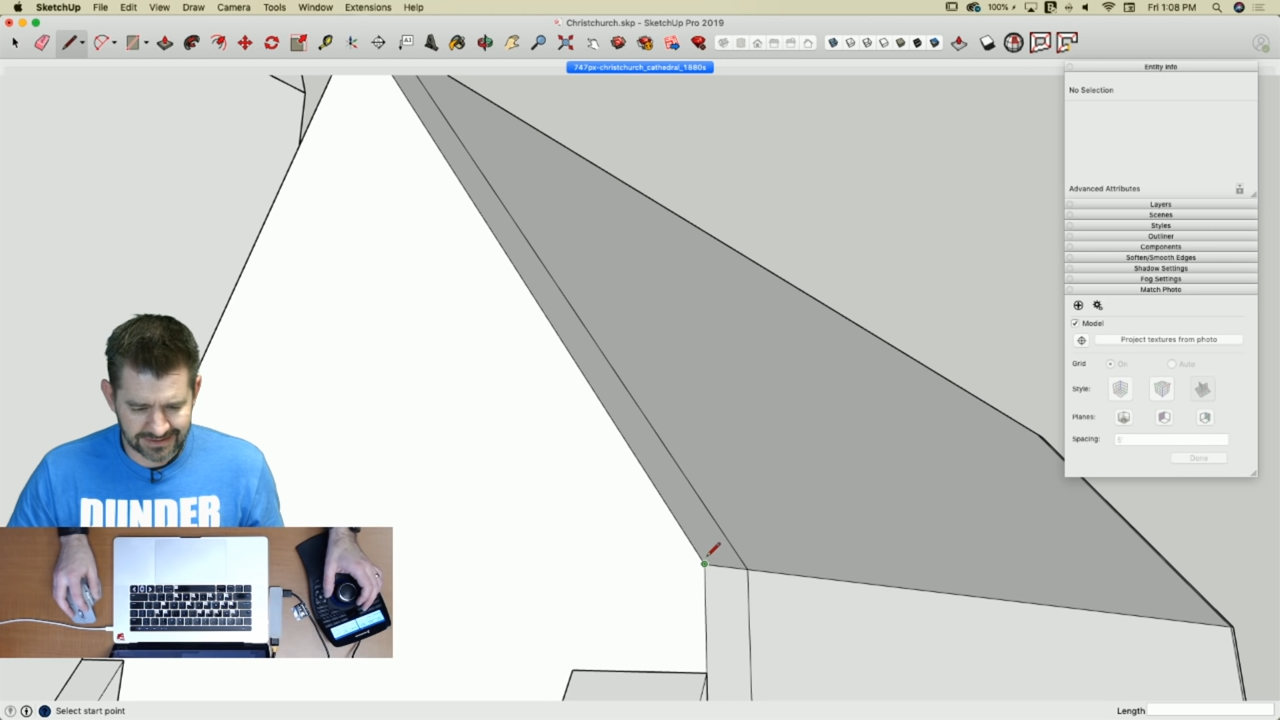 SketchUp File Edit View Draw Camera Tools Window Extensions Help
100% Fri 1:08 PM
Christchurch.skp - SketchUp Pro 2019
747px-christchurch_cathedral_1880s
Entity Info
No Selection
Advanced Attributes
Layers
Scenes
Styles
Outliner
Components
Soften/Smooth Edges
Shadow Settings
Fog Settings
Match Photo
Model
Project textures from photo
Grid On Auto
Style:
Planes:
Spacing:
Done
DUNDER
Select start point
Length